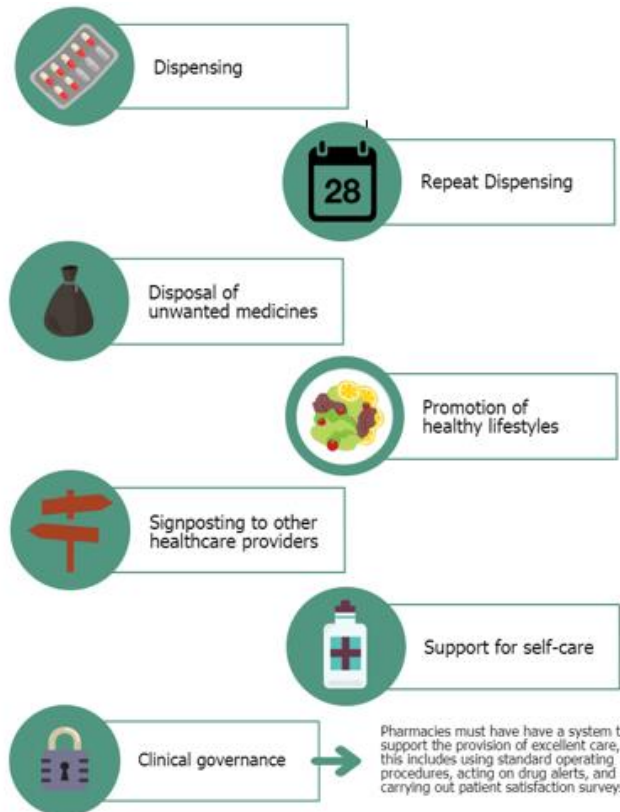 Dispensing
28
Repeat Dispensing
Disposal of
unwanted medicines
Promotion of
healthy lifestyles
Signposting to other
healthcare providers
Support for self-care
Clinical governance
Pharmacies must have have a system t
support the provision of excellent care,
this includes using standard operating
procedures, acting on drug alerts, and
carrying out patient satisfaction surveys